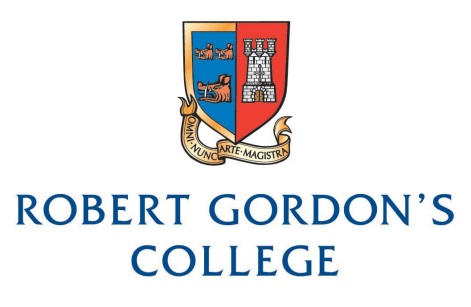 OMNI·NUNC ARTE·MAGISTRA
ROBERT GORDON'S
COLLEGE